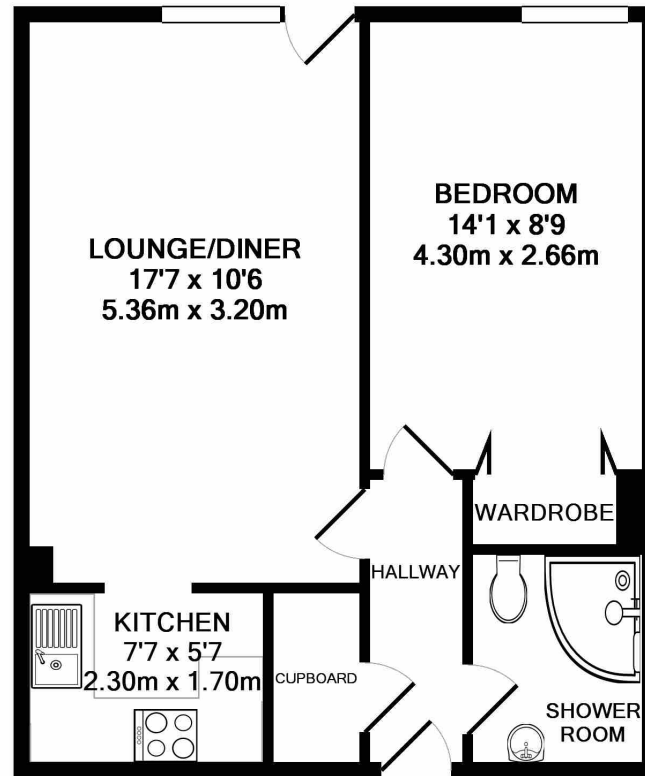 LOUNGE/DINER
17'7 x 10'6
5.36m x 3.20m
BEDROOM
14'1 x 8'9
4.30m x 2.66m
WARDROBE
HALLWAY
KITCHEN
7'7 x 5'7
2.30m x 1.70m
CUPBOARD
SHOWER
ROOM